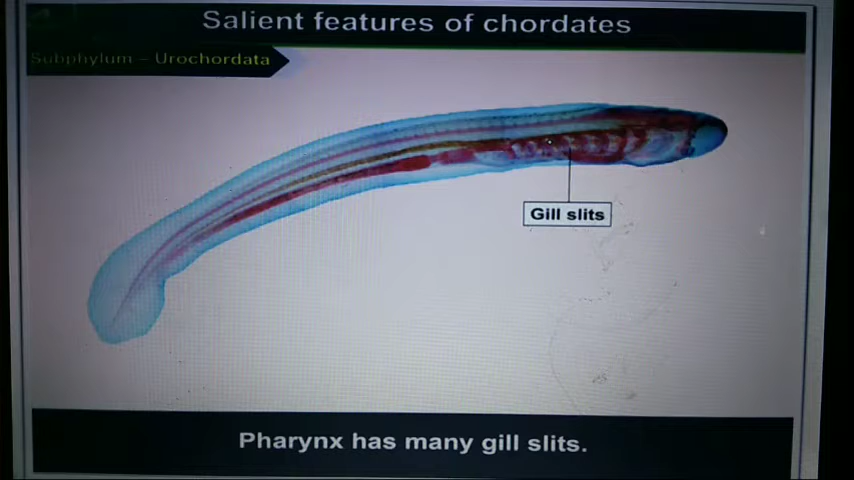 Salient features of chordates
Subphylum – Urochordata
Gill slits
Pharynx has many gill slits.